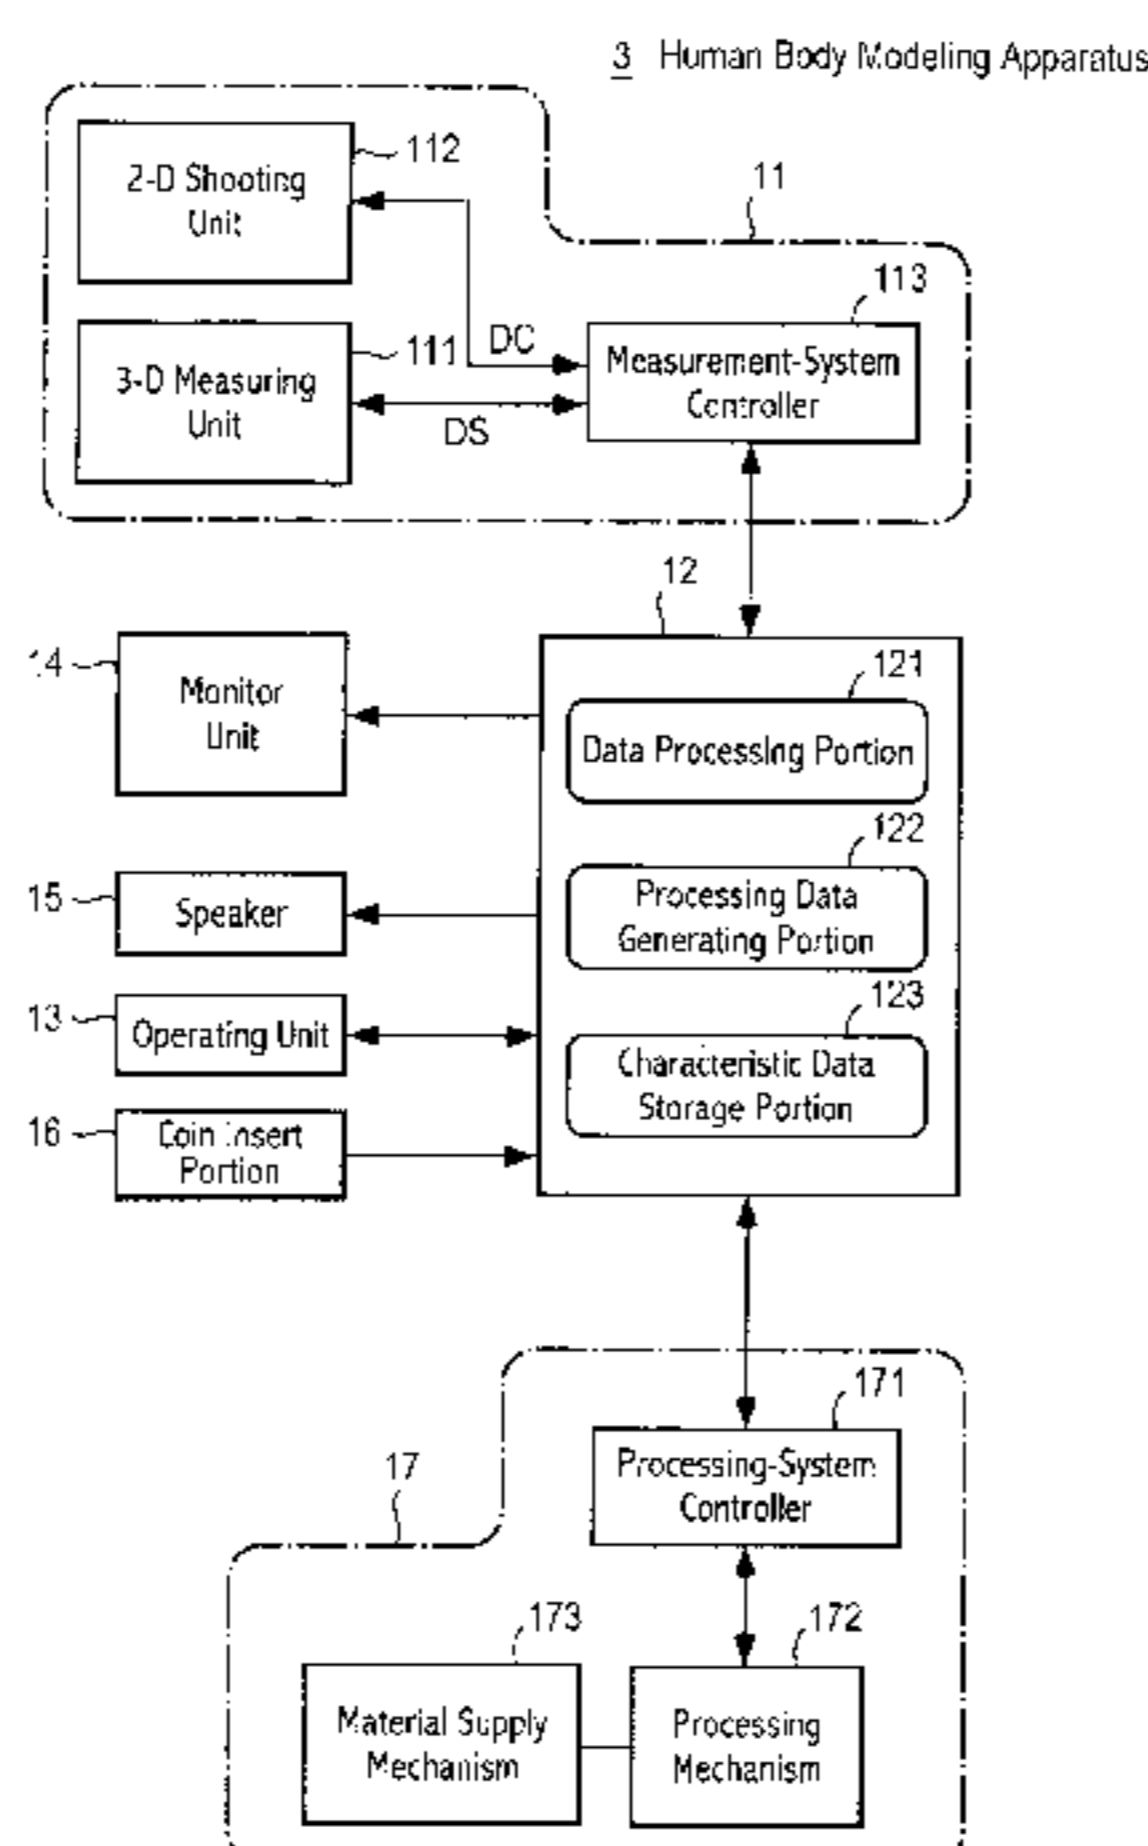 3 Human Body Modeling Apparatus
112
2-D Shooting
Unit
11
113
DC
111
3-D Measuring
Unit
Measurement-System
Controller
DS
12
14
Monitor
Unit
121
Data Processing Portion
122
Processing Data
Generating Portion
15
Speaker
123
13
Operating Unit
Characteristic Data
Storage Portion
16
Coin Insert
Portion
171
Processing-System
Controller
17
173
172
Material Supply
Mechanism
Processing
Mechanism